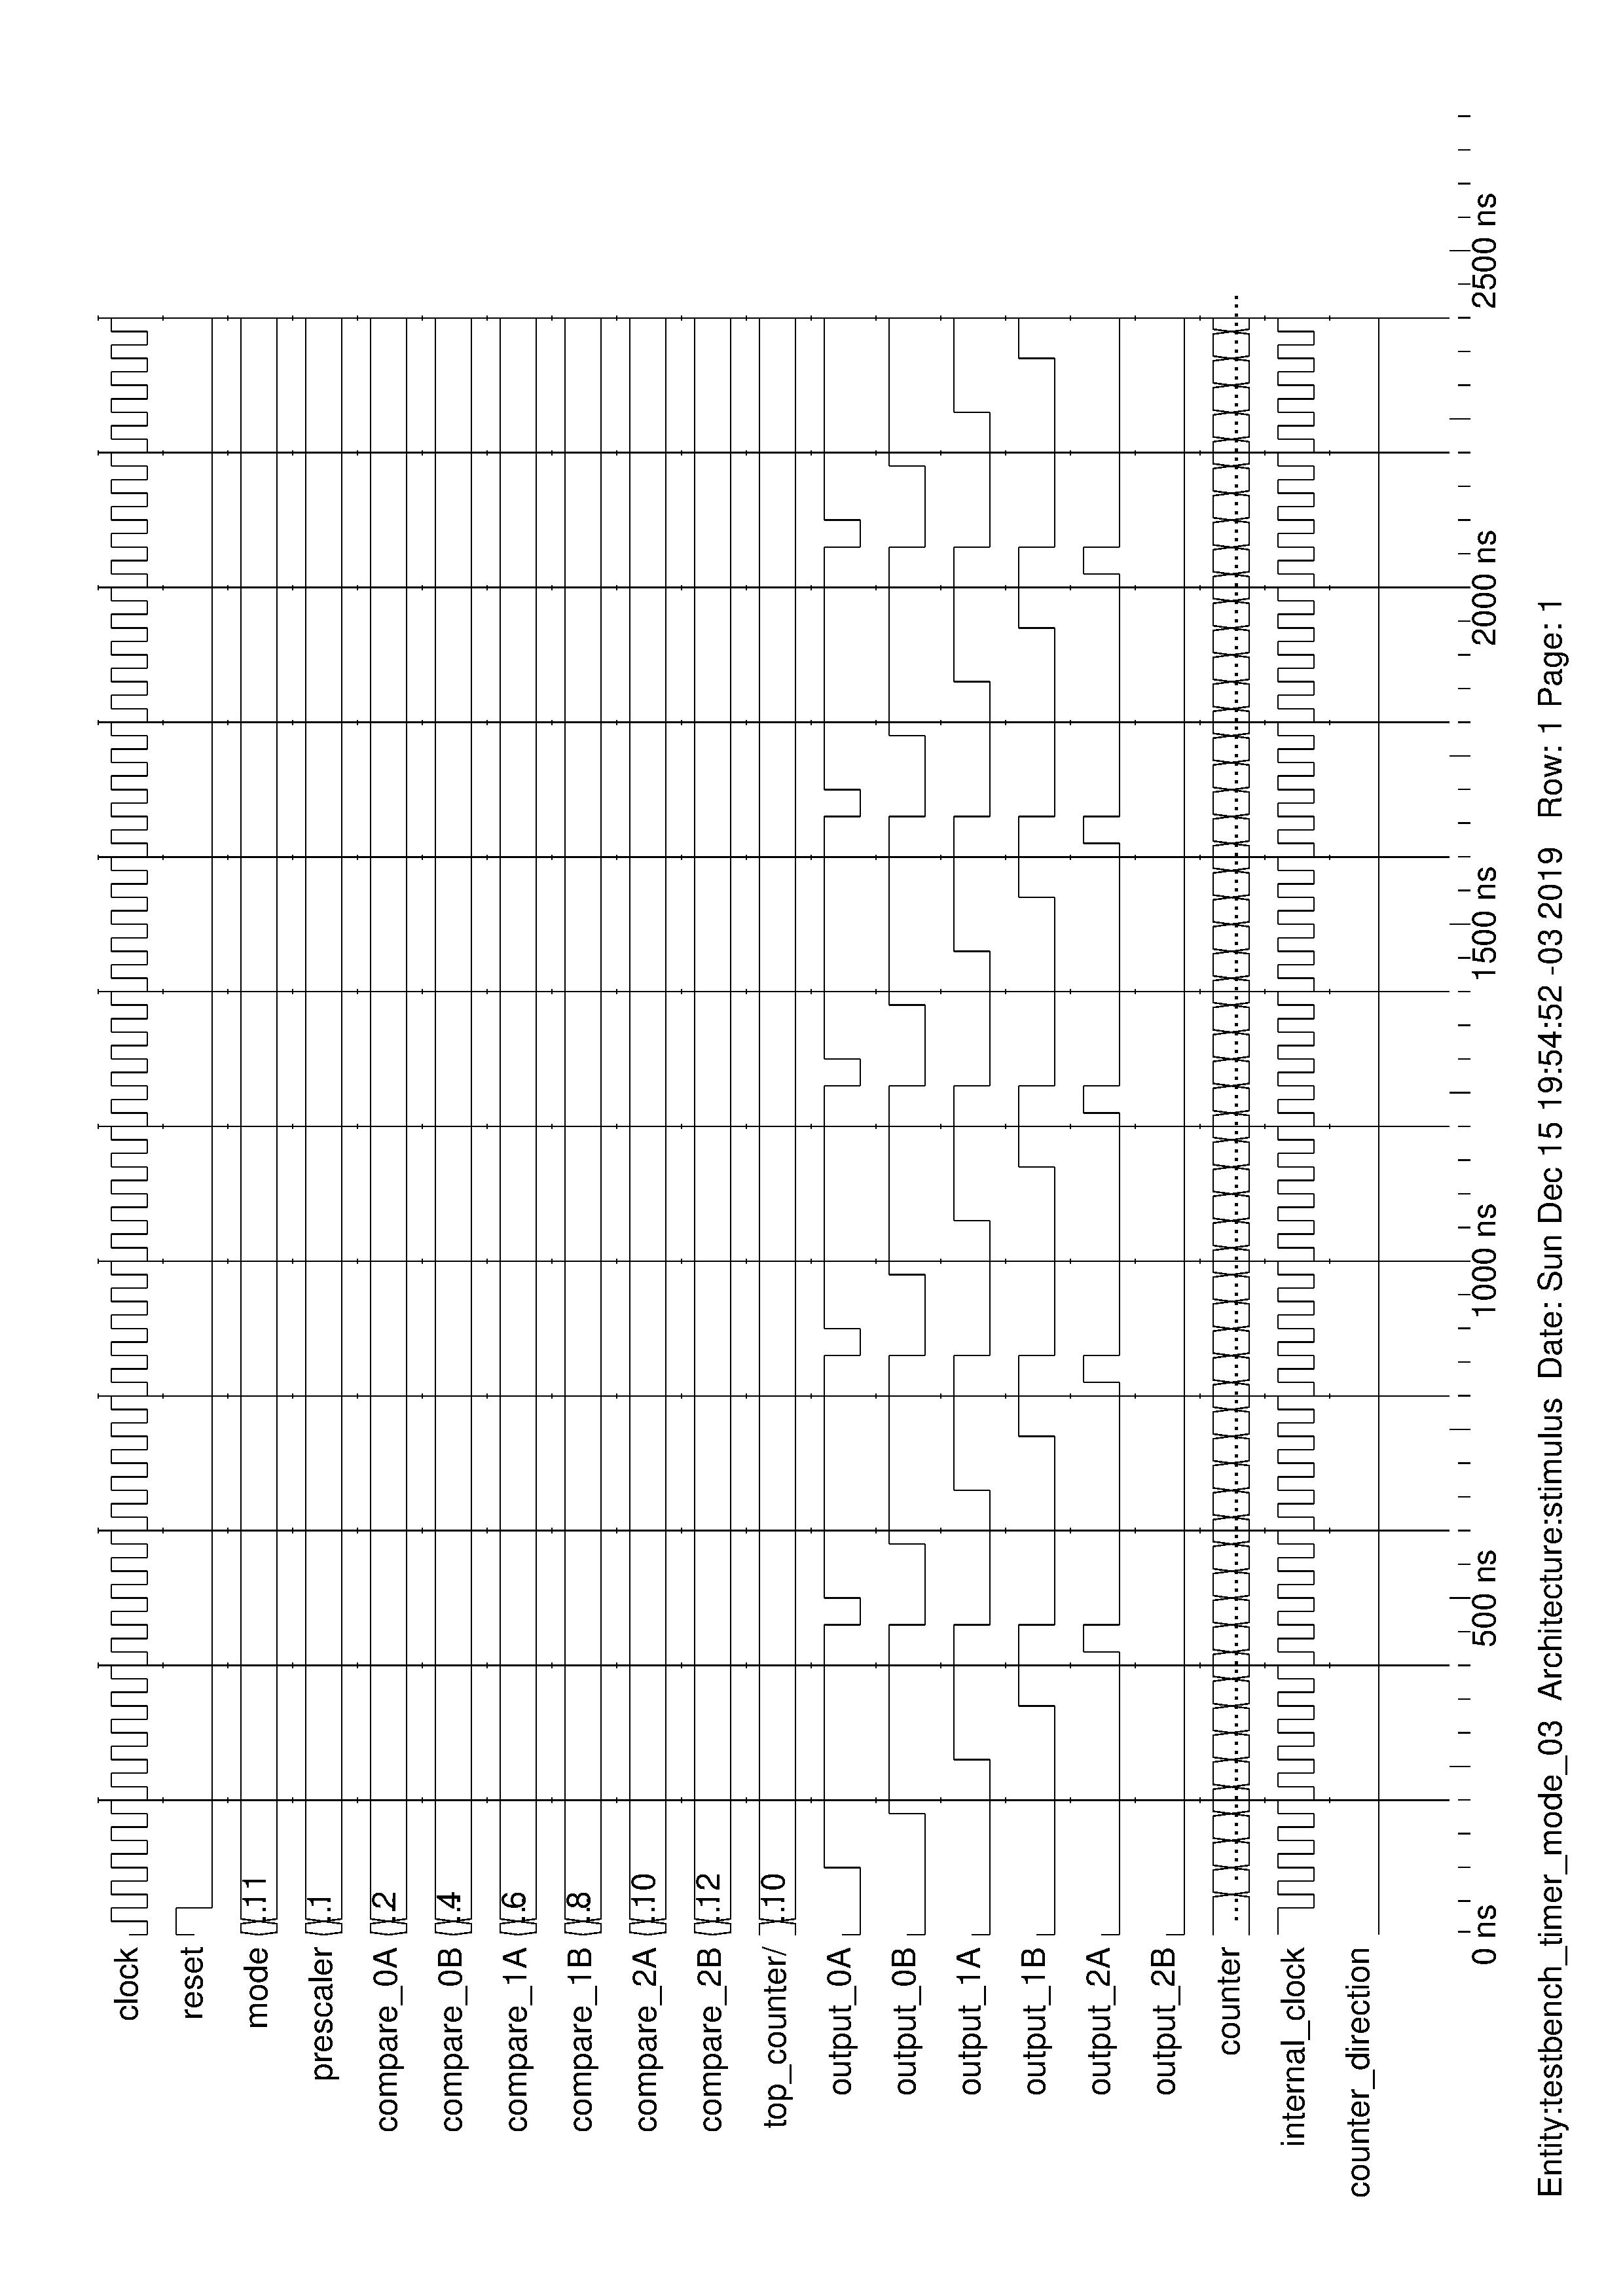 clock
reset
mode ..11
prescaler ..1
compare_0A ..2
compare_0B ..4
compare_1A ..6
compare_1B ..8
compare_2A ..10
compare_2B ..12
top_counter/ ..10
output_0A
output_0B
output_1A
output_1B
output_2A
output_2B
counter
internal_clock
counter_direction
0 ns 500 ns 1000 ns 1500 ns 2000 ns 2500 ns
Entity:testbench_timer_mode_03 Architecture:stimulus Date: Sun Dec 15 19:54:52 -03 2019 Row: 1 Page: 1